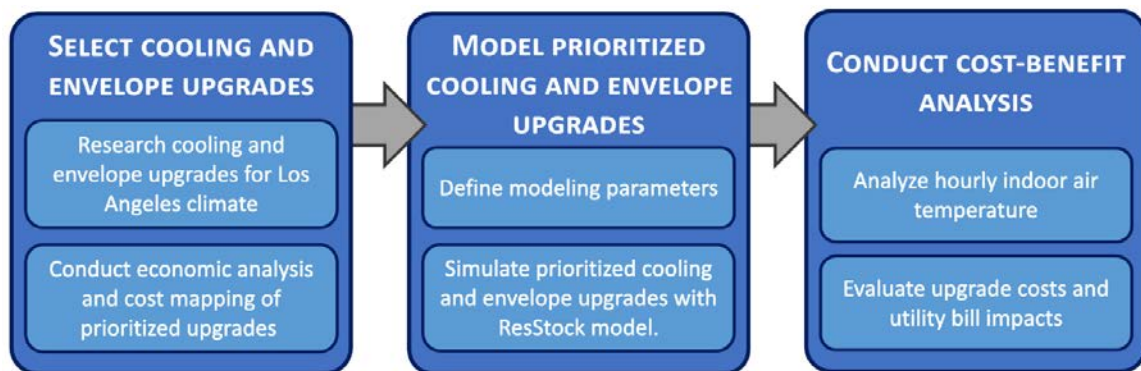 SELECT COOLING AND
ENVELOPE UPGRADES
Research cooling and
envelope upgrades for Los
Angeles climate
Conduct economic analysis
and cost mapping of
prioritized upgrades
MODEL PRIORITIZED
COOLING AND ENVELOPE
UPGRADES
Define modeling parameters
Simulate prioritized cooling
and envelope upgrades with
ResStock model.
CONDUCT COST-BENEFIT
ANALYSIS
Analyze hourly indoor air
temperature
Evaluate upgrade costs and
utility bill impacts